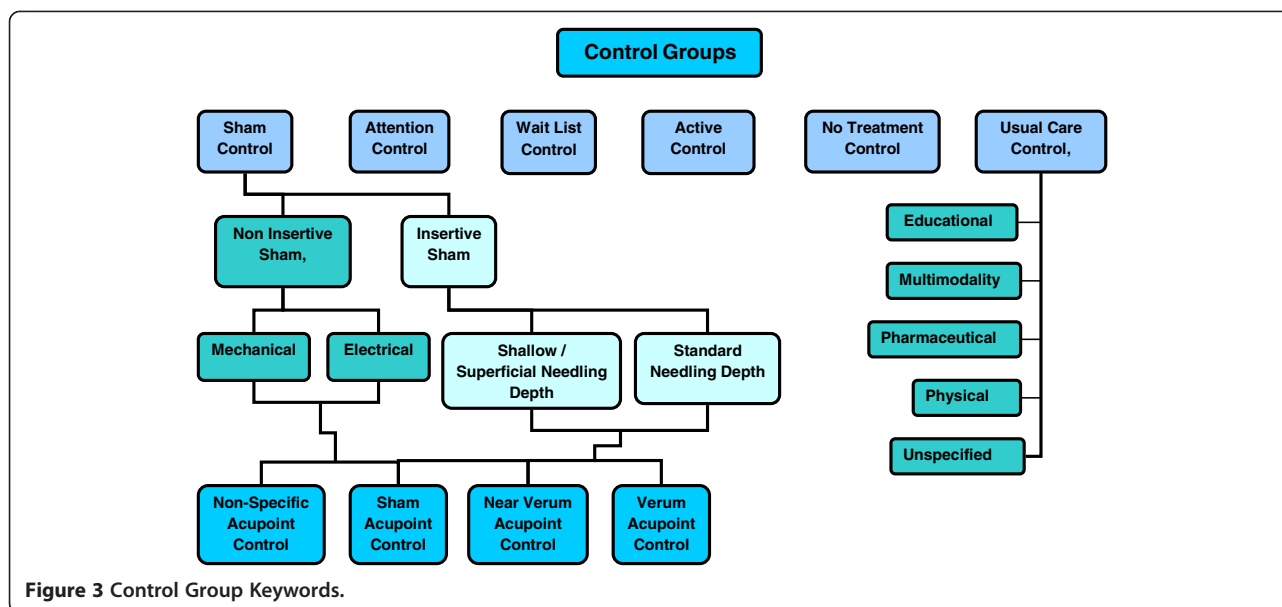 Control Groups
Sham
Control
Attention
Control
Wait List
Control
Active
Control
No Treatment
Control
Usual Care
Control,
Non Insertive
Sham,
Insertive
Sham
Educational
Multimodality
Pharmaceutical
Physical
Unspecified
Mechanical
Electrical
Shallow /
Superficial Needling
Depth
Standard
Needling Depth
Non-Specific
Acupoint
Control
Sham
Acupoint
Control
Near Verum
Acupoint
Control
Verum
Acupoint
Control
Figure 3 Control Group Keywords.